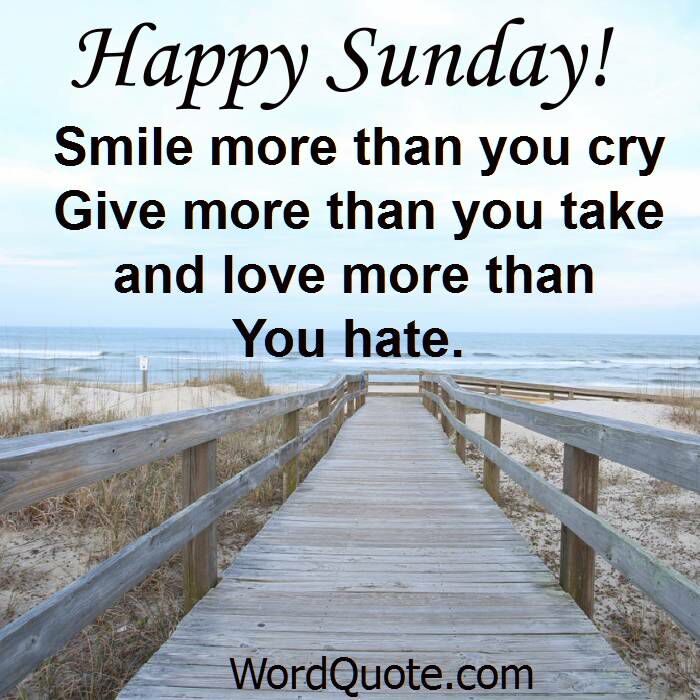 Happy Sunday!
Smile more than you cry
Give more than you take
and love more than
You hate.
WordQuote.com